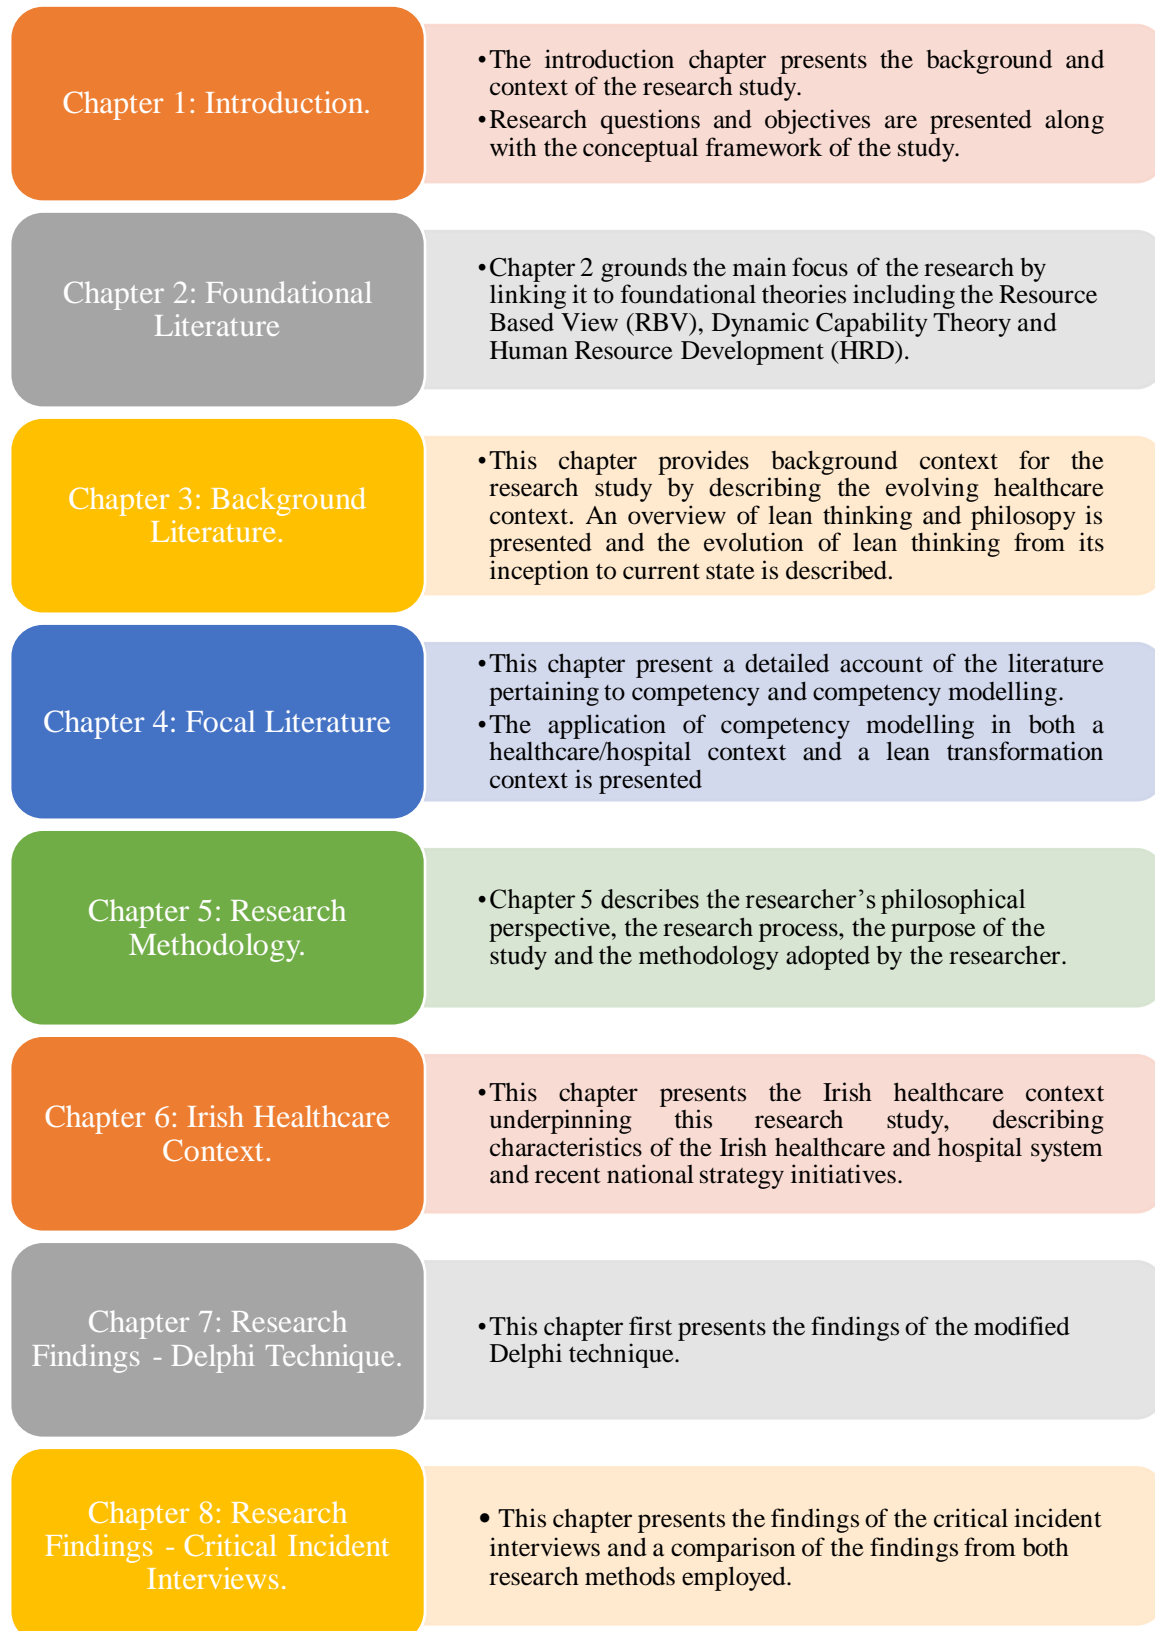 Chapter 1: Introduction.
•The introduction chapter presents the background and
context of the research study.
•Research questions and objectives are presented along
with the conceptual framework of the study.
Chapter 2: Foundational
Literature
•Chapter 2 grounds the main focus of the research by
linking it to foundational theories including the Resource
Based View (RBV), Dynamic Capability Theory and
Human Resource Development (HRD).
Chapter 3: Background
Literature.
•This chapter provides background context for the
research study by describing the evolving healthcare
context. An overview of lean thinking and philosopy is
presented and the evolution of lean thinking from its
inception to current state is described.
Chapter 4: Focal Literature
•This chapter present a detailed account of the literature
pertaining to competency and competency modelling.
•The application of competency modelling in both a
healthcare/hospital context and a lean transformation
context is presented
Chapter 5: Research
Methodology.
•Chapter 5 describes the researcher’s philosophical
perspective, the research process, the purpose of the
study and the methodology adopted by the researcher.
Chapter 6: Irish Healthcare
Context.
•This chapter presents the Irish healthcare context
underpinning this research study, describing
characteristics of the Irish healthcare and hospital system
and recent national strategy initiatives.
Chapter 7: Research
Findings - Delphi Technique.
•This chapter first presents the findings of the modified
Delphi technique.
Chapter 8: Research
Findings - Critical Incident
Interviews.
• This chapter presents the findings of the critical incident
interviews and a comparison of the findings from both
research methods employed.